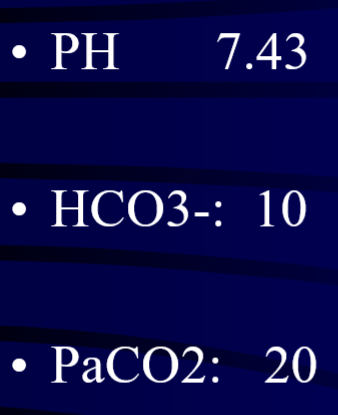 • PH 7.43
• HCO3-: 10
• PaCO2: 20